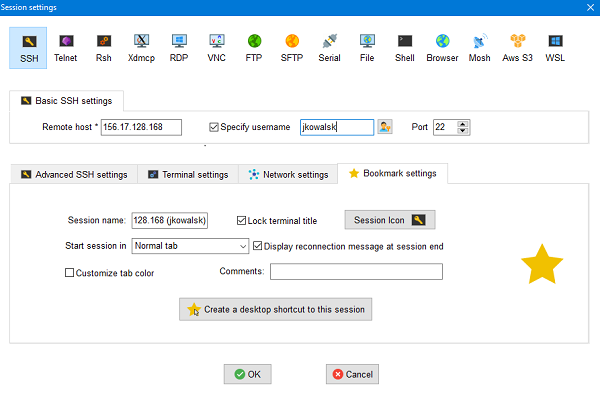 Session settings
SSH Telnet Rsh Xdmcp RDP VNC FTP SFTP Serial File Shell Browser Mosh Aws S3 WSL
Basic SSH settings
Remote host * 156.17.128.168 Specify username jkowalsk Port 22
Advanced SSH settings Terminal settings Network settings Bookmark settings
Session name: 128.168 (jkowalsk) Lock terminal title Session Icon
Start session in Normal tab Display reconnection message at session end
Customize tab color Comments:
Create a desktop shortcut to this session
OK Cancel